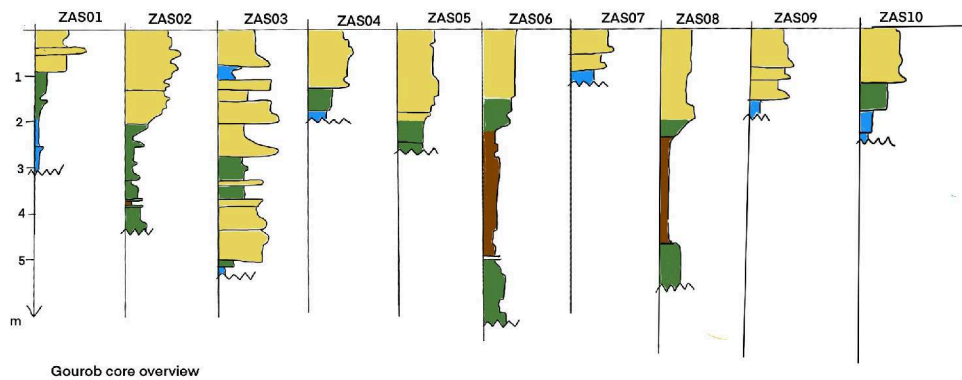 ZAS01 ZAS02 ZAS03 ZAS04 ZAS05 ZAS06 ZAS07 ZAS08 ZAS09 ZAS10
1
2
3
4
5
m
Gourob core overview